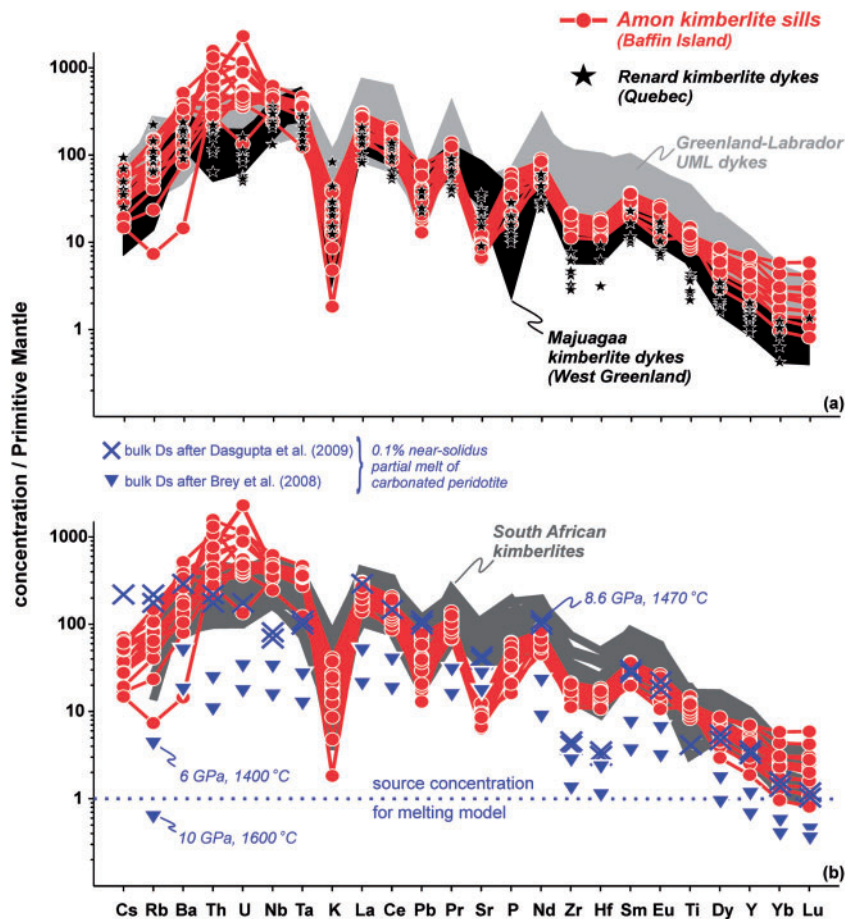 Amon kimberlite sills
(Baffin Island)
Renard kimberlite dykes
(Quebec)
Greenland-Labrador
UML dykes
Majuagaa
kimberlite dykes
(West Greenland)
1000
100
10
1
(a)
concentration / Primitive Mantle
bulk Ds after Dasgupta et al. (2009)
bulk Ds after Brey et al. (2008)
0.1% near-solidus
partial melt of
carbonated peridotite
South African
kimberlites
8.6 GPa, 1470 °C
1000
100
10
1
6 GPa, 1400 °C
10 GPa, 1600 °C
source concentration
for melting model
(b)
Cs Rb Ba Th U Nb Ta K La Ce Pb Pr Sr P Nd Zr Hf Sm Eu Ti Dy Y Yb Lu